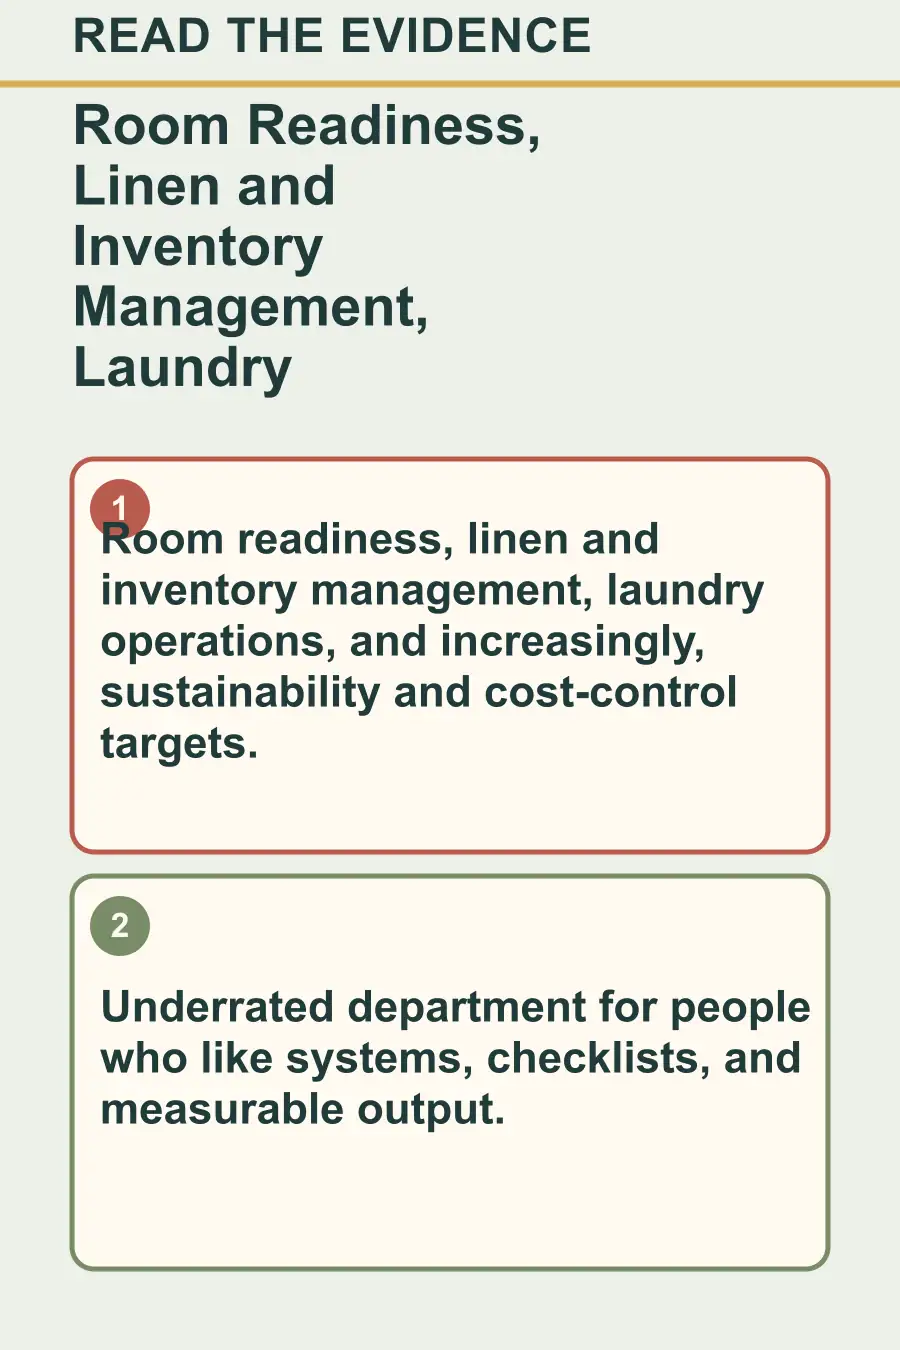 READ THE EVIDENCE
Room Readiness,
Linen and
Inventory
Management,
Laundry
1
Room readiness, linen and
inventory management, laundry
operations, and increasingly,
sustainability and cost-control
targets.
2
Underrated department for people
who like systems, checklists, and
measurable output.